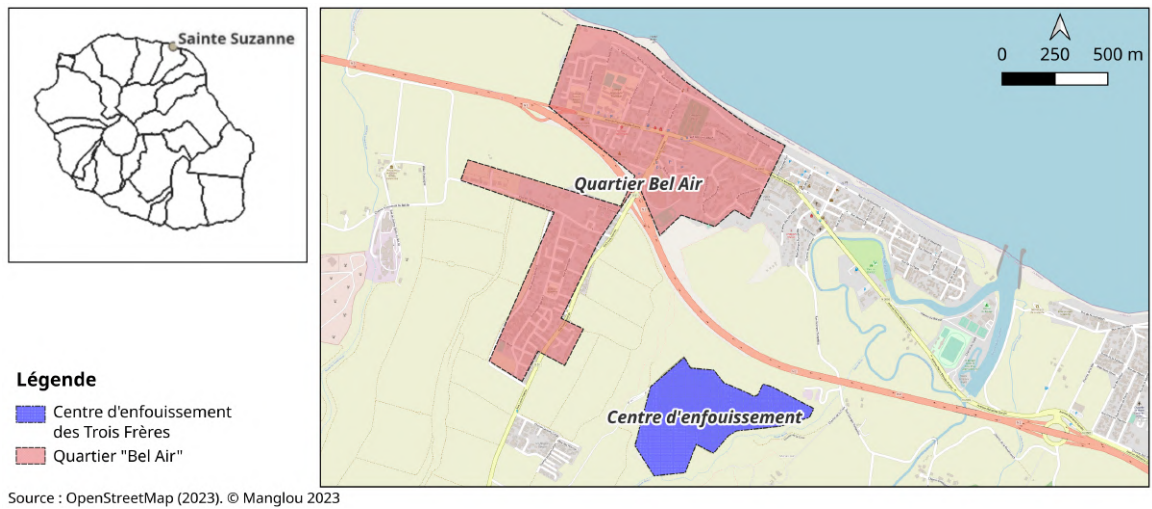 Sainte Suzanne
0 250 500 m
Quartier Bel Air
Centre d'enfouissement
Légende
Centre d'enfouissement
des Trois Frères
Quartier "Bel Air"
Source : OpenStreetMap (2023). © Manglou 2023